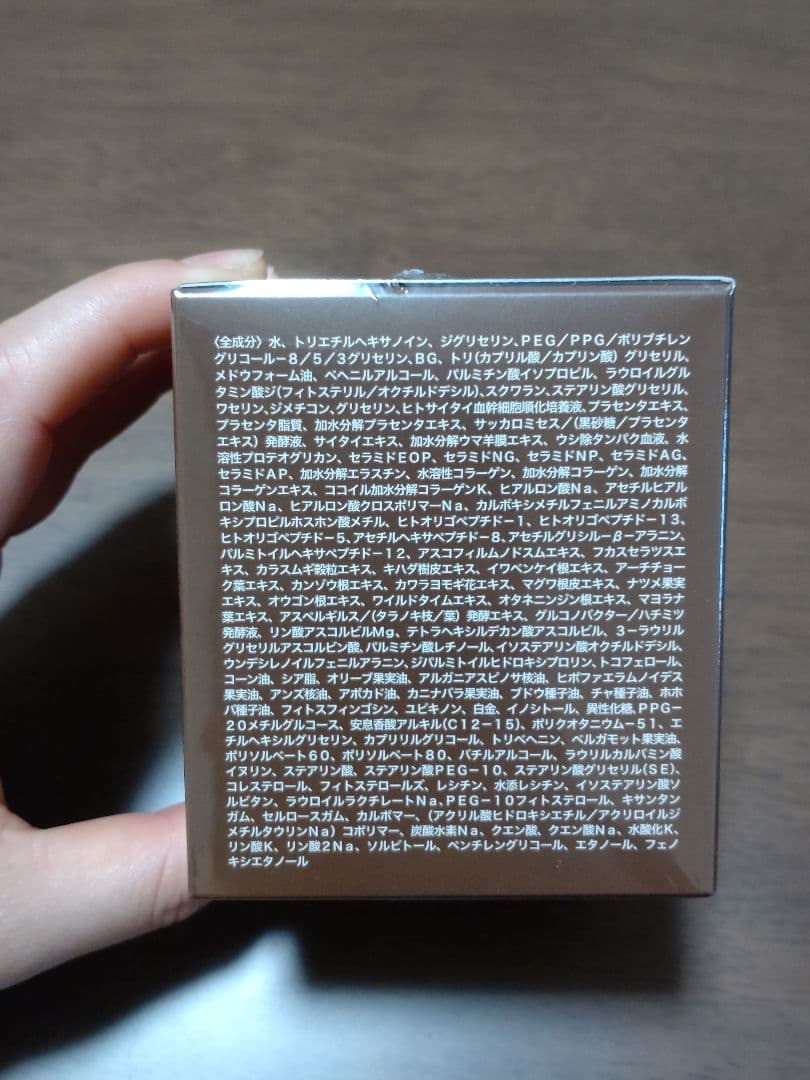 〈全成分〉水、トリエチルヘキサノイン、ジグリセリン、PEG／PPG／ポリブチレン
グリコール－8／5／3グリセリン、BG、トリ(カプリル酸／カプリン酸) グリセリル、
メドウフォーム油、ベヘニルアルコール、パルミチン酸イソプロピル、ラウロイルグル
タミン酸ジ(フィトステリル／オクチルドデシル)、スクワラン、ステアリン酸グリセリル、
ワセリン、ジメチコン、グリセリン、ヒトサイタイ血幹細胞順化培養液、プラセンタエキス、
プラセンタ脂質、加水分解プラセンタエキス、サッカロミセス／(黒砂糖／プラセンタ
エキス) 発酵液、サイタイエキス、加水分解ウマ羊膜エキス、ウシ除タンパク血液、水
溶性プロテオグリカン、セラミドEOP、セラミドNG、セラミドNP、セラミドAG、
セラミドAP、加水分解エラスチン、水溶性コラーゲン、加水分解コラーゲン、加水分解
コラーゲンエキス、ココイル加水分解コラーゲンK、ヒアルロン酸Na、アセチルヒアル
ロン酸Na、ヒアルロン酸クロスポリマーNa、カルボキシメチルフェニルアミノカルボ
キシプロピルホスホン酸メチル、ヒトオリゴペプチド－1、ヒトオリゴペプチド－13、
ヒトオリゴペプチド－5、アセチルヘキサペプチド－8、アセチルグリシル－β－アラニン、
パルミトイルヘキサペプチド－12、アスコフィルムノドスムエキス、フカスセラツスエ
キス、カラスムギ穀粒エキス、キハダ樹皮エキス、イワベンケイ根エキス、アーチチョー
ク葉エキス、カンゾウ根エキス、カワラヨモギ花エキス、マグワ根皮エキス、ナツメ果実
エキス、オウゴン根エキス、ワイルドタイムエキス、オタネニンジン根エキス、マヨラナ
葉エキス、アスペルギルス／(タラノキ枝／葉) 発酵エキス、グルコノバクター／ハチミツ
発酵液、リン酸アスコルビルMg、テトラヘキシルデカン酸アスコルビル、3－ラウリル
グリセリルアスコルビン酸、パルミチン酸レチノール、イソステアリン酸オクチルドデシル、
ウンデシレノイルフェニルアラニン、ジパルミトイルヒドロキシプロリン、トコフェロール、
コーン油、シア脂、オリーブ果実油、アルガニアスピノサ核油、ヒポファエラムノイデス
果実油、アンズ核油、アボカド油、カニナバラ果実油、ブドウ種子油、チャ種子油、ホホ
バ種子油、フィトスフィンゴシン、ユビキノン、白金、イノシトール、異性化糖、PPG－
20メチルグルコース、安息香酸アルキル(C12－15)、ポリクオタニウム－51、エ
チルヘキシルグリセリン、カプリリルグリコール、トリベヘニン、ベルガモット果実油、
ポリソルベート60、ポリソルベート80、バチルアルコール、ラウリルカルバミン酸
イヌリン、ステアリン酸、ステアリン酸PEG－10、ステアリン酸グリセリル(SE)、
コレステロール、フィトステロールズ、レシチン、水添レシチン、イソステアリン酸ソ
ルビタン、ラウロイルラクチレートNa、PEG－10フィトステロール、キサンタン
ガム、セルロースガム、カルボマー、(アクリル酸ヒドロキシエチル／アクリロイルジ
メチルタウリンNa) コポリマー、炭酸水素Na、クエン酸、クエン酸Na、水酸化K、
リン酸K、リン酸2Na、ソルビトール、ペンチレングリコール、エタノール、フェノ
キシエタノール